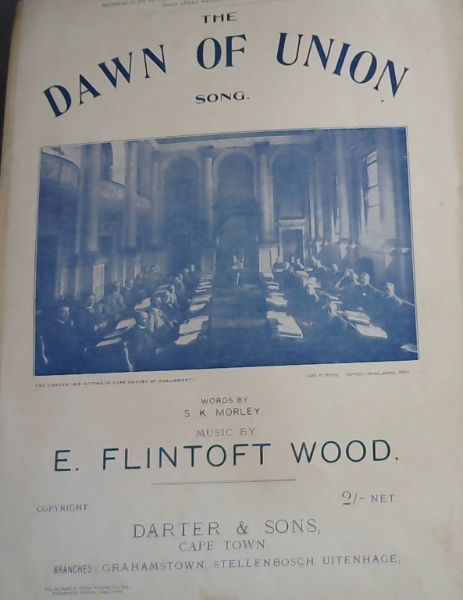 THE
DAWN OF UNION
SONG.
THE CONVENTION SITTING IN CAPE HOUSES OF PARLIAMENT."
WORDS BY
S. K. MORLEY.
MUSIC BY
E. FLINTOFT WOOD.
COPYRIGHT
2/- NET
DARTER & SONS,
CAPE TOWN.
BRANCHES: GRAHAMSTOWN, STELLENBOSCH UITENHAGE,